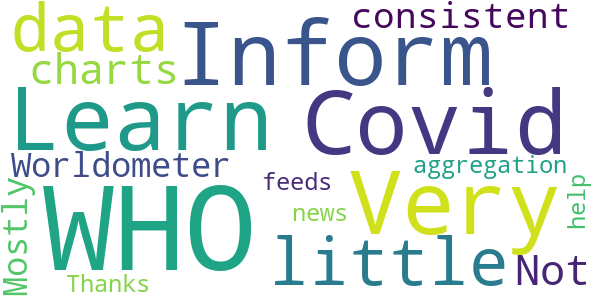 data
consistent
Inform
charts
Learn
Covid
Worldometer
aggregation
Very
feeds
help
Mostly
WHO
news
little
Not
Thanks